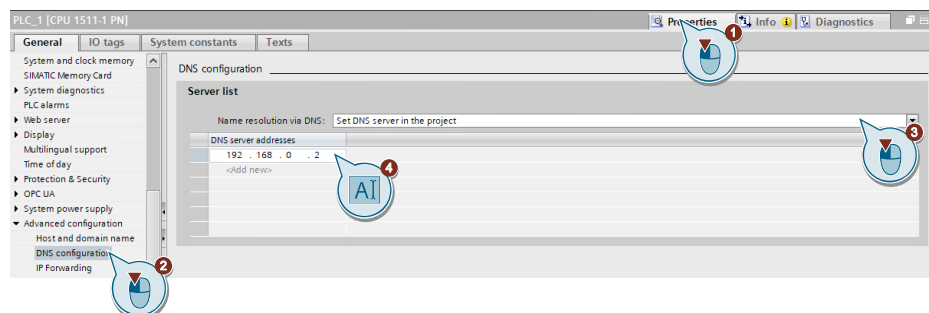 PLC_1 [CPU 1511-1 PN]
Properties Info Diagnostics
1
General IO tags System constants Texts
System and clock memory
SIMATIC Memory Card
System diagnostics
PLC alarms
Web server
Display
Multilingual support
Time of day
Protection & Security
OPC UA
System power supply
Advanced configuration
Host and domain name
DNS configuration
IP Forwarding
2
DNS configuration
Server list
Name resolution via DNS: Set DNS server in the project
3
DNS server addresses
192 . 168 . 0 . 2
<Add new>
4
AI